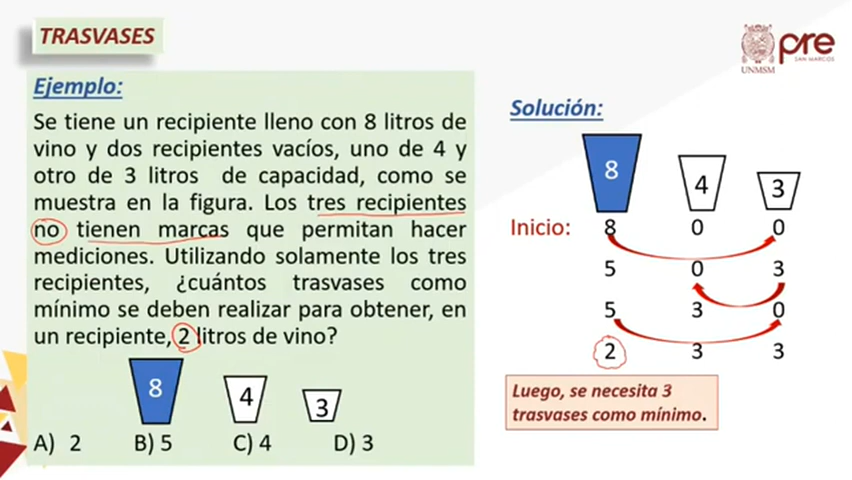 TRASVASES
UNMSM
pre
SAN MARCOS
Ejemplo:
Se tiene un recipiente lleno con 8 litros de
vino y dos recipientes vacíos, uno de 4 y
otro de 3 litros de capacidad, como se
muestra en la figura. Los tres recipientes
no tienen marcas que permitan hacer
mediciones. Utilizando solamente los tres
recipientes, ¿cuántos trasvases como
mínimo se deben realizar para obtener, en
un recipiente, 2 litros de vino?
8 4 3
A) 2 B) 5 C) 4 D) 3
Solución:
8 4 3
Inicio: 8 0 0
5 0 3
5 3 0
2 3 3
Luego, se necesita 3
trasvases como mínimo.